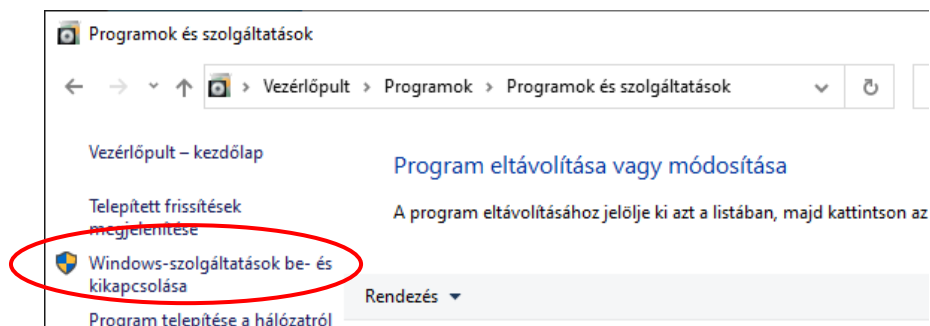 Programok és szolgáltatások
Vezérlőpult > Programok > Programok és szolgáltatások
Vezérlőpult – kezdőlap
Program eltávolítása vagy módosítása
Telepített frissítések
megjelenítése
A program eltávolításához jelölje ki azt a listában, majd kattintson az
Windows-szolgáltatások be- és
kikapcsolása
Rendezés
Program telepítése a hálózatról